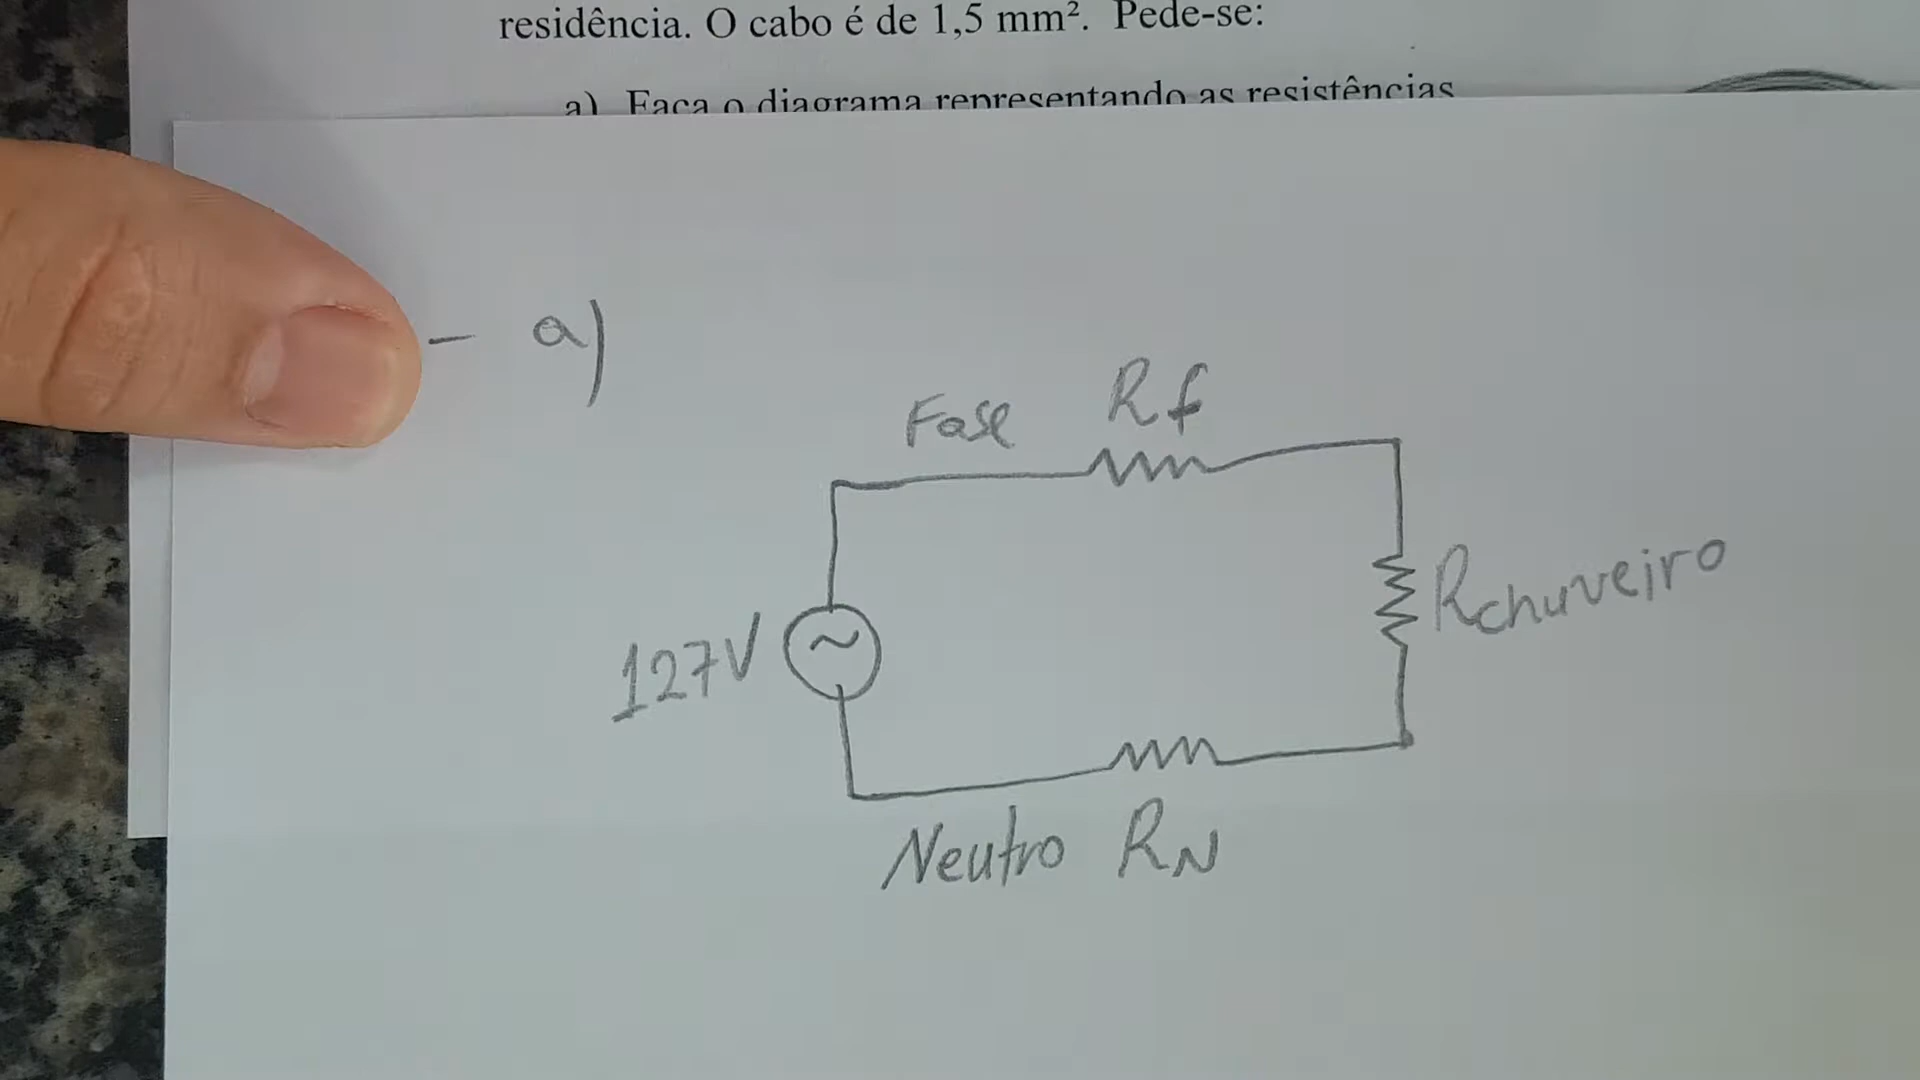 residência. O cabo é de 1,5 mm². Pede-se:
a) Faça o diagrama representando as resistências
- a)
Fase Rf
Rchuveiro
127V
~
Neutro RN